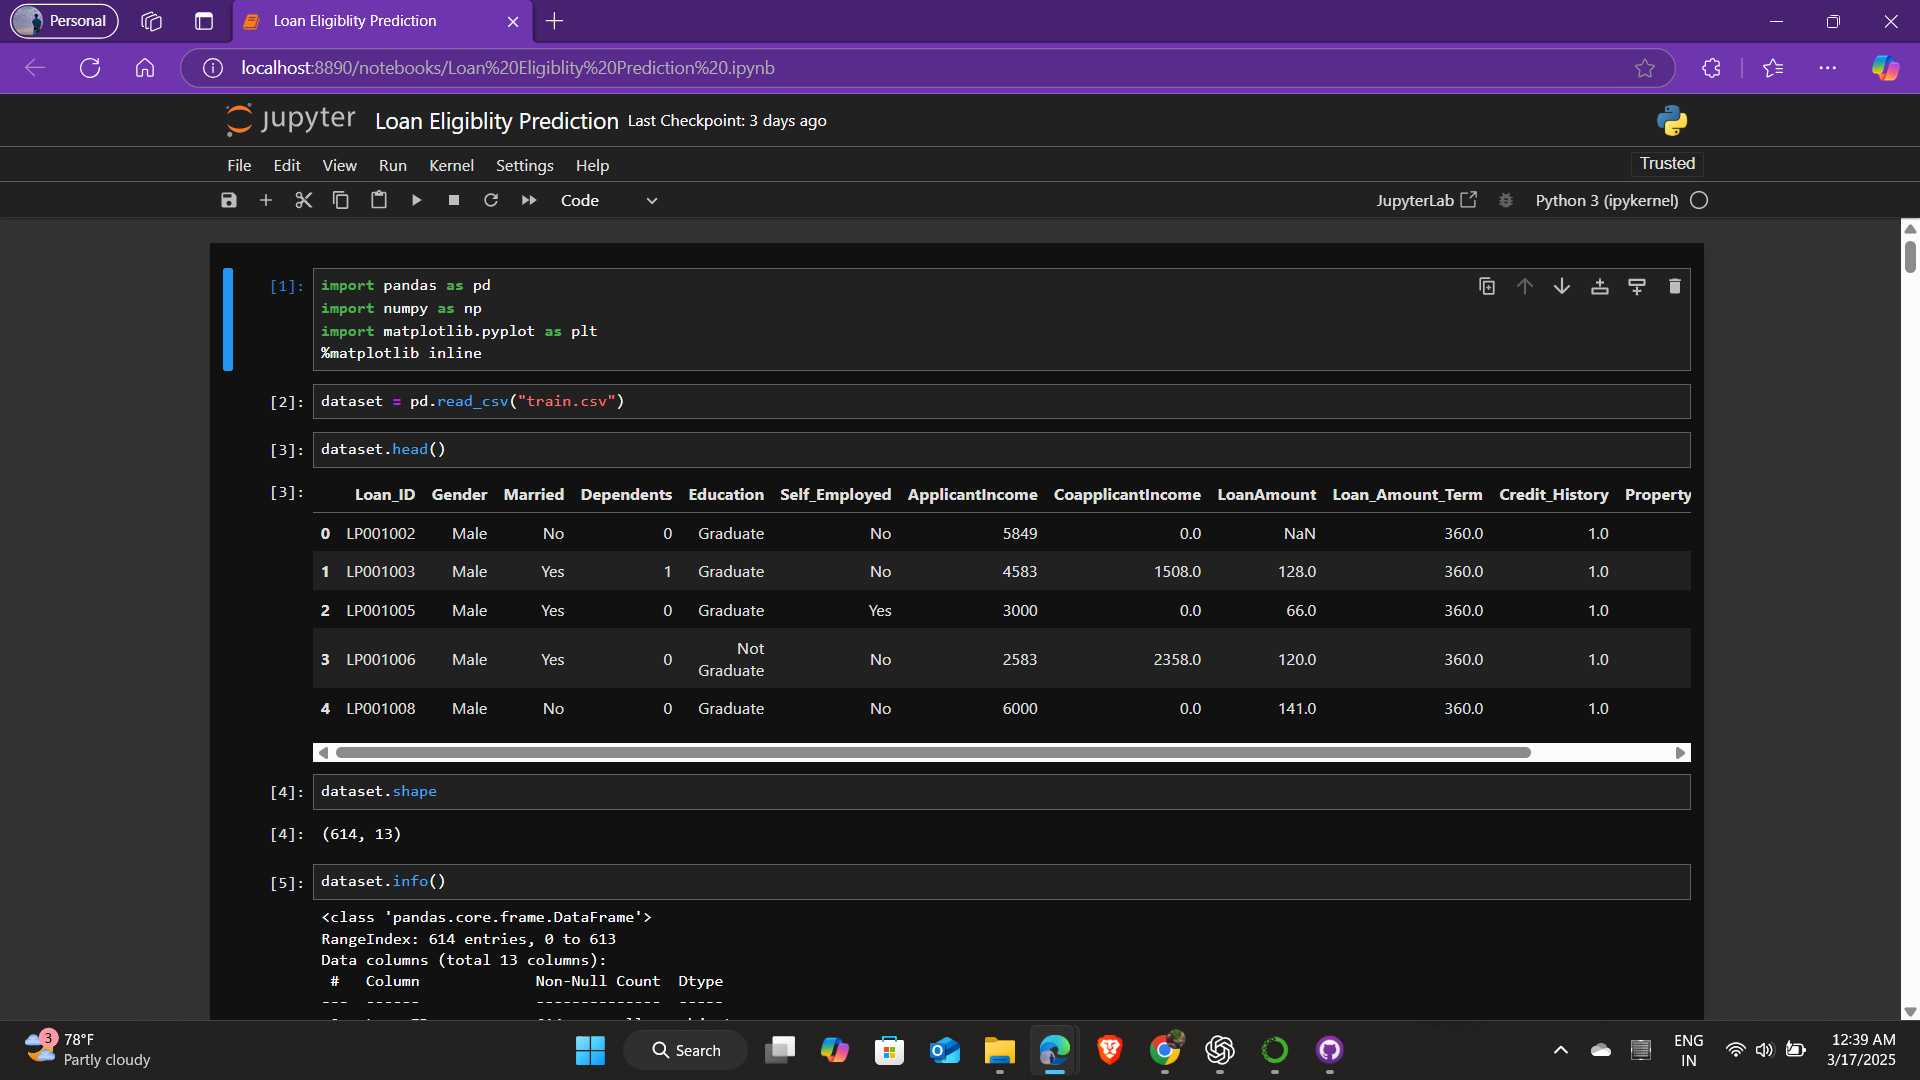 Personal
Loan Eligiblity Prediction
localhost:8890/notebooks/Loan%20Eligiblity%20Prediction%20.ipynb
jupyter Loan Eligiblity Prediction Last Checkpoint: 3 days ago
File Edit View Run Kernel Settings Help Trusted
Code JupyterLab Python 3 (ipykernel)
[1]: import pandas as pd
import numpy as np
import matplotlib.pyplot as plt
%matplotlib inline
[2]: dataset = pd.read_csv("train.csv")
[3]: dataset.head()
[3]: Loan_ID Gender Married Dependents Education Self_Employed ApplicantIncome CoapplicantIncome LoanAmount Loan_Amount_Term Credit_History Property
0 LP001002 Male No 0 Graduate No 5849 0.0 NaN 360.0 1.0
1 LP001003 Male Yes 1 Graduate No 4583 1508.0 128.0 360.0 1.0
2 LP001005 Male Yes 0 Graduate Yes 3000 0.0 66.0 360.0 1.0
3 LP001006 Male Yes 0 Not Graduate No 2583 2358.0 120.0 360.0 1.0
4 LP001008 Male No 0 Graduate No 6000 0.0 141.0 360.0 1.0
[4]: dataset.shape
[4]: (614, 13)
[5]: dataset.info()
<class 'pandas.core.frame.DataFrame'>
RangeIndex: 614 entries, 0 to 613
Data columns (total 13 columns):
# Column Non-Null Count Dtype
--- ------ -------------- -----
3 78°F
Partly cloudy
Search
ENG
IN
12:39 AM
3/17/2025